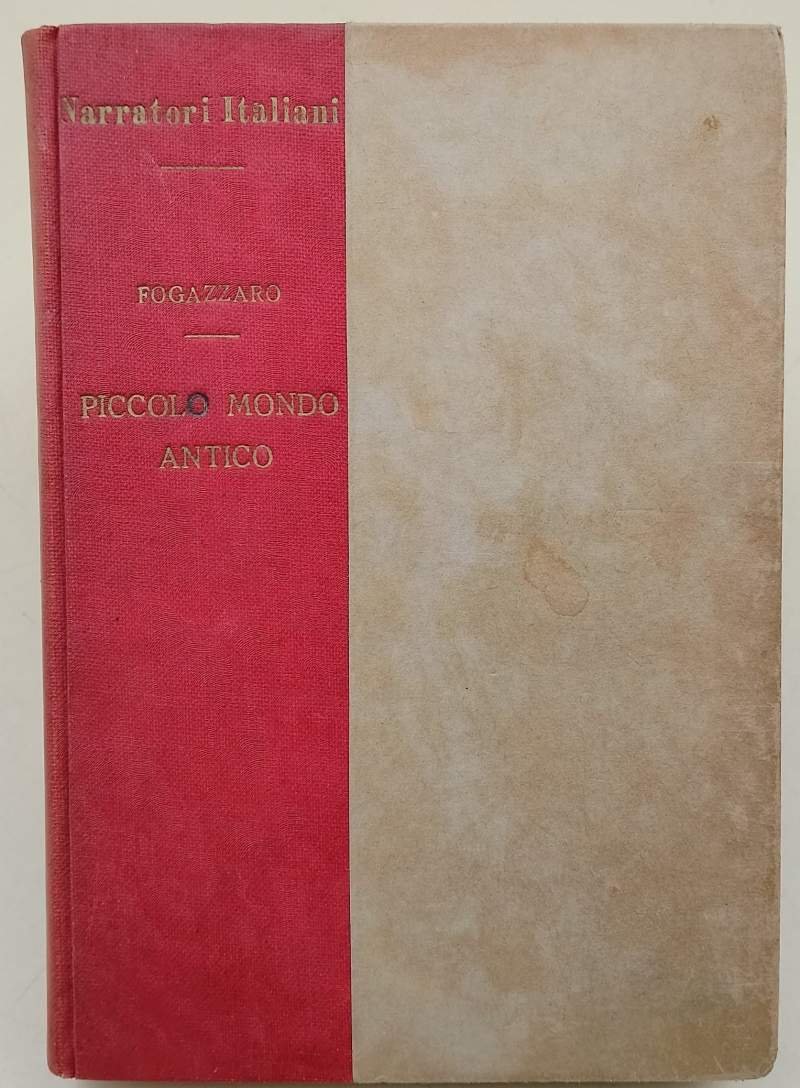 Narratori Italiani
FOGAZZARO
PICCOLO MONDO
ANTICO